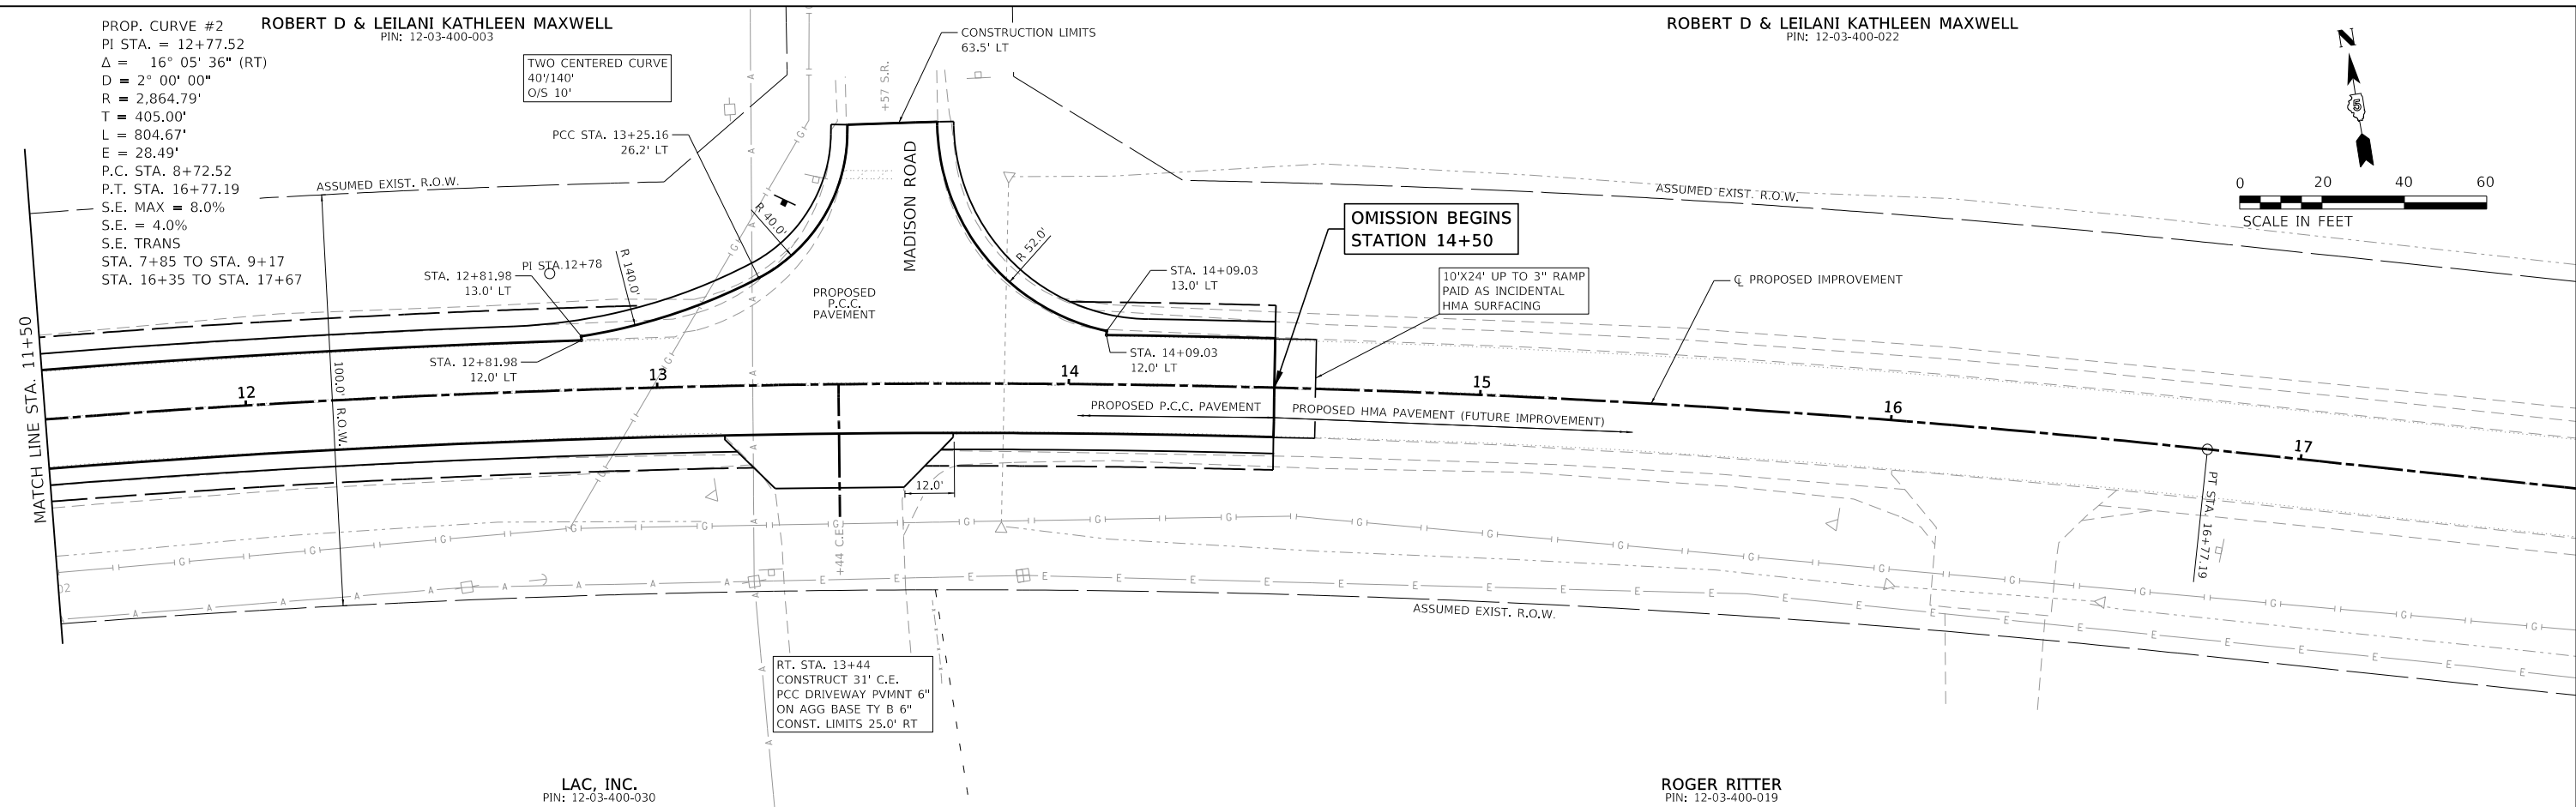 PROP. CURVE #2
PI STA. = 12+77.52
Δ = 16° 05' 36" (RT)
D = 2° 00' 00"
R = 2,864.79'
T = 405.00'
L = 804.67'
E = 28.49'
P.C. STA. 8+72.52
P.T. STA. 16+77.19
S.E. MAX = 8.0%
S.E. = 4.0%
S.E. TRANS
STA. 7+85 TO STA. 9+17
STA. 16+35 TO STA. 17+67
ROBERT D & LEILANI KATHLEEN MAXWELL
PIN: 12-03-400-003
TWO CENTERED CURVE
40'/140'
O/S 10'
CONSTRUCTION LIMITS
63.5' LT
+57 S.R.
PCC STA. 13+25.16
26.2' LT
ROBERT D & LEILANI KATHLEEN MAXWELL
PIN: 12-03-400-022
N
5
0 20 40 60
SCALE IN FEET
ASSUMED EXIST. R.O.W.
ASSUMED EXIST. R.O.W.
MADISON ROAD
R 40.0'
R 140.0'
R 52.0'
PI STA.12+78
STA. 12+81.98
13.0' LT
STA. 12+81.98
12.0' LT
PROPOSED
P.C.C.
PAVEMENT
STA. 14+09.03
13.0' LT
STA. 14+09.03
12.0' LT
OMISSION BEGINS
STATION 14+50
10'X24' UP TO 3" RAMP
PAID AS INCIDENTAL
HMA SURFACING
℄ PROPOSED IMPROVEMENT
MATCH LINE STA. 11+50
100.0' R.O.W.
12
13
14
15
16
17
PROPOSED P.C.C. PAVEMENT
PROPOSED HMA PAVEMENT (FUTURE IMPROVEMENT)
12.0'
+44 C.E.
PT STA. 16+77.19
ASSUMED EXIST. R.O.W.
RT. STA. 13+44
CONSTRUCT 31' C.E.
PCC DRIVEWAY PVMNT 6"
ON AGG BASE TY B 6"
CONST. LIMITS 25.0' RT
LAC, INC.
PIN: 12-03-400-030
ROGER RITTER
PIN: 12-03-400-019